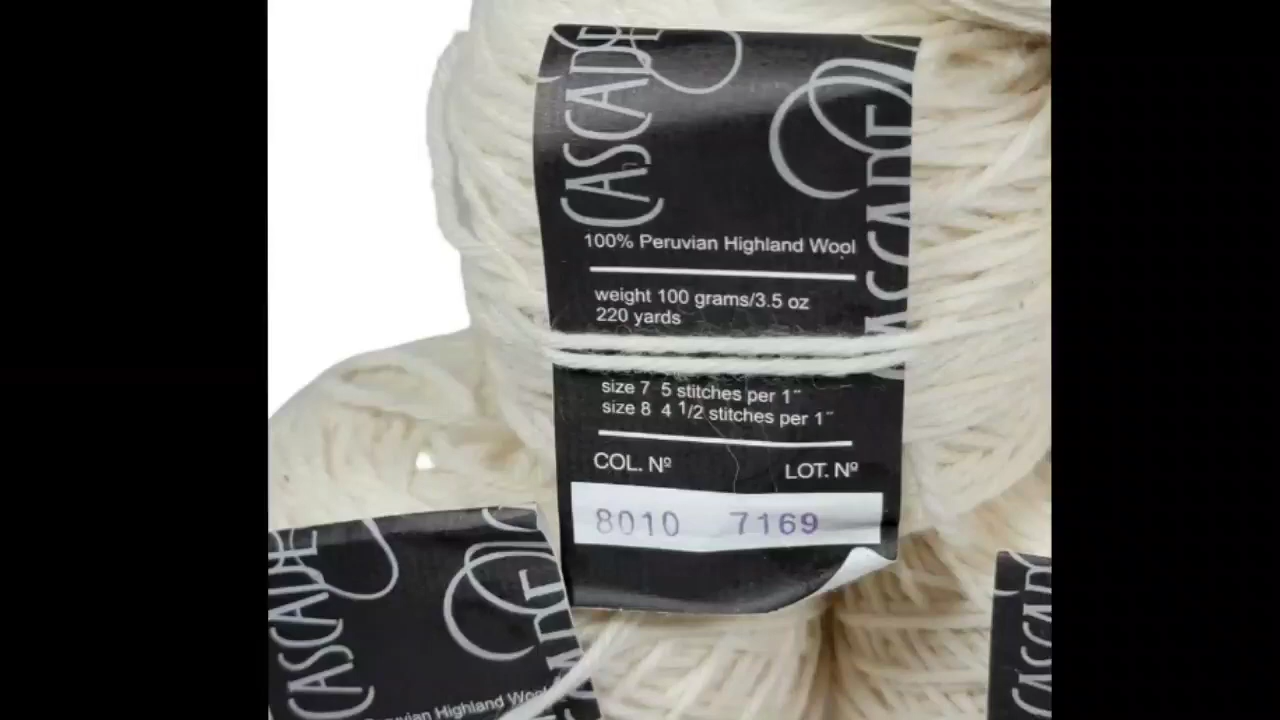 CASCADE
CASCADE
100% Peruvian Highland Wool
weight 100 grams/3.5 oz
220 yards
size 7 5 stitches per 1"
size 8 4 1/2 stitches per 1"
COL. Nº LOT. Nº
8010 7169
CASCADE
CASCADE
Highland Wool
CASCADE